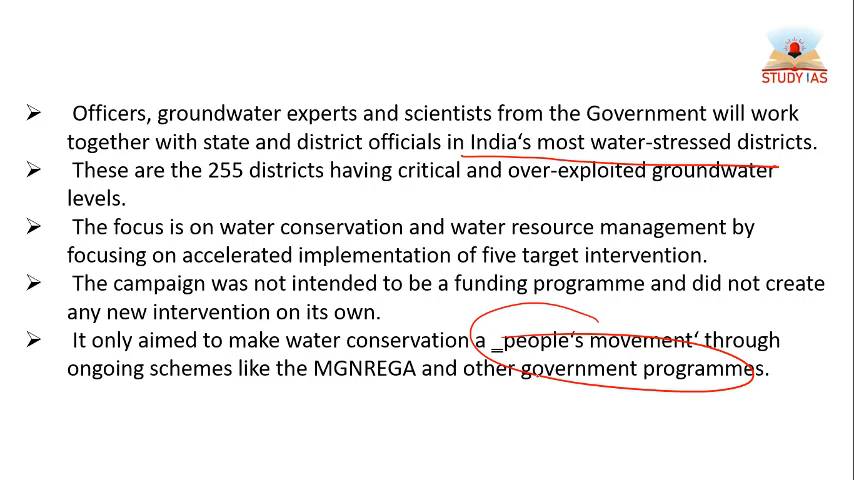 STUDY IAS
➢ Officers, groundwater experts and scientists from the Government will work
together with state and district officials in India‘s most water-stressed districts.
➢ These are the 255 districts having critical and over-exploited groundwater
levels.
➢ The focus is on water conservation and water resource management by
focusing on accelerated implementation of five target intervention.
➢ The campaign was not intended to be a funding programme and did not create
any new intervention on its own.
➢ It only aimed to make water conservation a ‗people‘s movement‘ through
ongoing schemes like the MGNREGA and other government programmes.